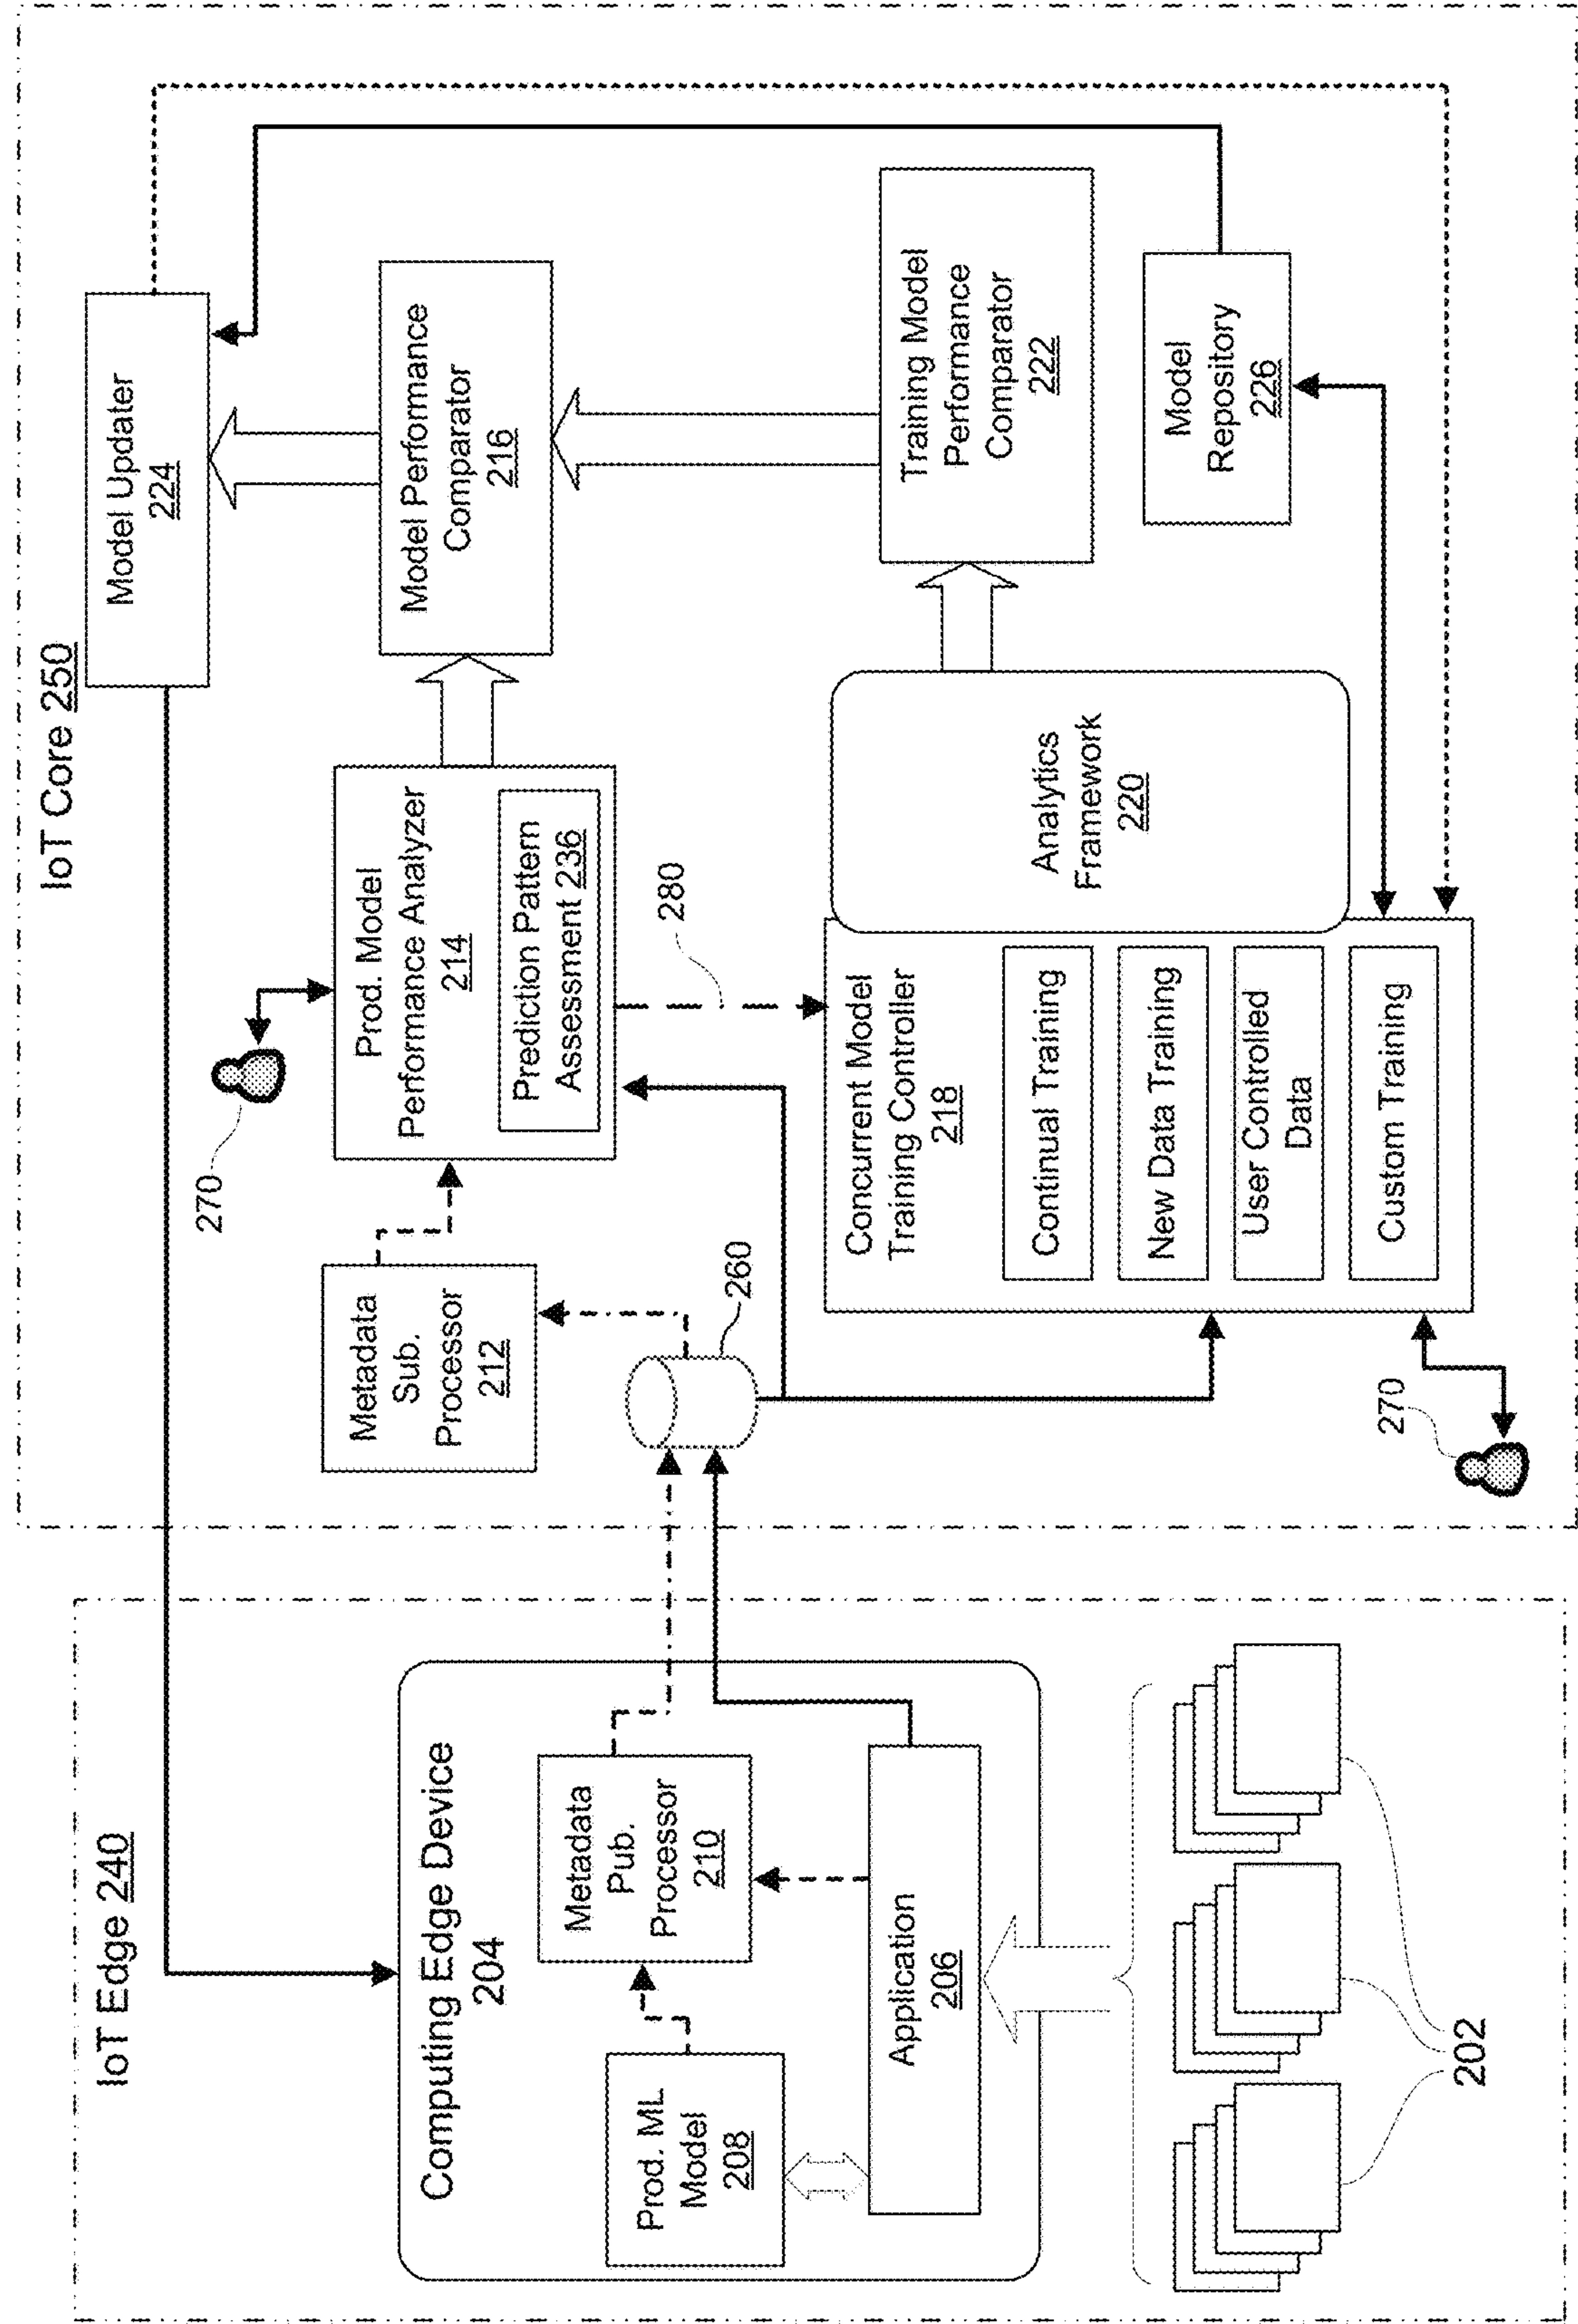 IoT Edge 240
Computing Edge Device
204
Prod. ML
Model
208
Metadata
Pub.
Processor
210
Application
206
202
IoT Core 250
Model Updater
224
270
Prod. Model
Performance Analyzer
214
Prediction Pattern
Assessment 236
Model Performance
Comparator
216
Metadata
Sub.
Processor
212
260
280
Concurrent Model
Training Controller
218
Continual Training
New Data Training
User Controlled
Data
Custom Training
Analytics
Framework
220
Training Model
Performance
Comparator
222
Model
Repository
226
270